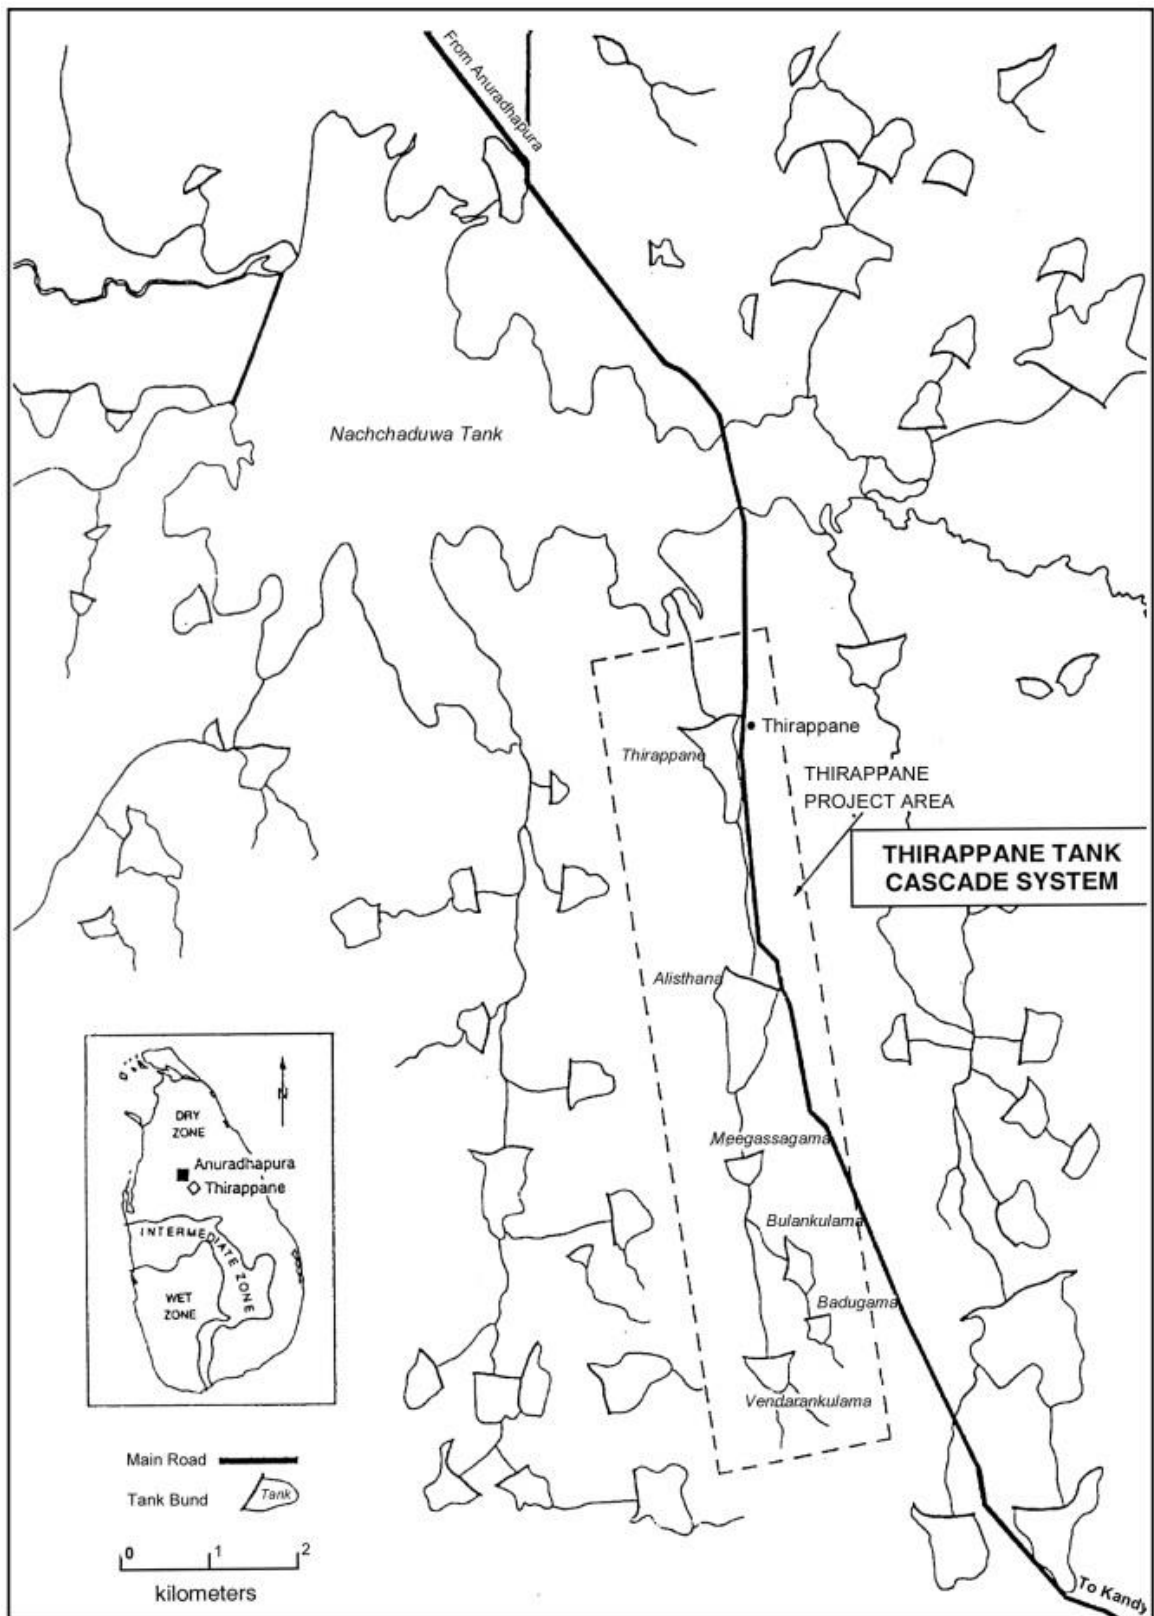 From Anuradhapura
Nachchaduwa Tank
Thirappane
Thirappane
THIRAPPANE
PROJECT AREA
THIRAPPANE TANK
CASCADE SYSTEM
Alisthana
Meegassagama
Bulankulama
Badugama
Vendarankulama
N
DRY
ZONE
Anuradhapura
Thirappane
INTERMEDIATE ZONE
WET
ZONE
Main Road
Tank Bund
Tank
0 1 2
kilometers
To Kandy